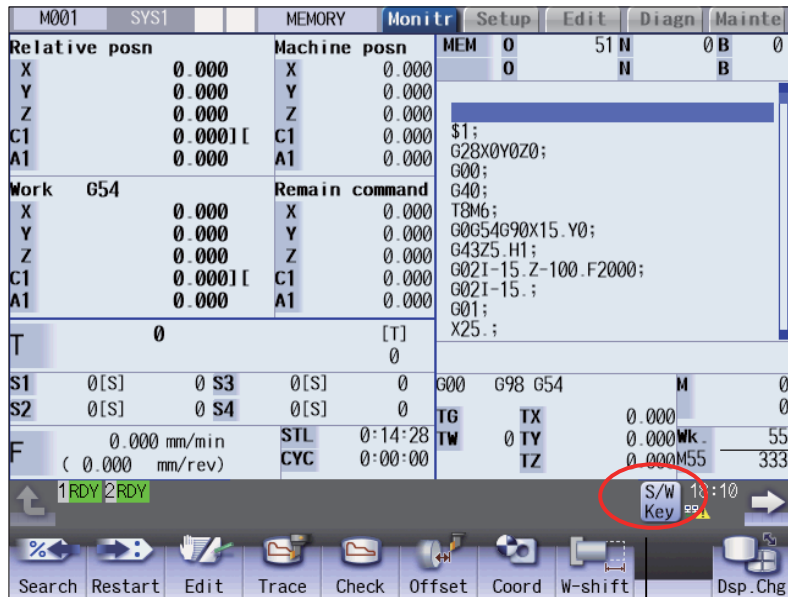 M001 SYS1 MEMORY Monitr Setup Edit Diagn Mainte
Relative posn
X 0.000
Y 0.000
Z 0.000
C1 0.000][
A1 0.000
Machine posn
X 0.000
Y 0.000
Z 0.000
C1 0.000
A1 0.000
Work G54
X 0.000
Y 0.000
Z 0.000
C1 0.000][
A1 0.000
Remain command
X 0.000
Y 0.000
Z 0.000
C1 0.000
A1 0.000
T 0 [T]
0
S1 0[S] 0 S3 0[S] 0
S2 0[S] 0 S4 0[S] 0
F 0.000 mm/min
( 0.000 mm/rev)
STL 0:14:28
CYC 0:00:00
MEM O 51 N 0 B 0
O N B
$1;
G28X0Y0Z0;
G00;
G40;
T8M6;
G0G54G90X15.Y0;
G43Z5.H1;
G02I-15.Z-100.F2000;
G02I-15.;
G01;
X25.;
G00 G98 G54
TG TX 0.000
TW 0 TY 0.000
TZ 0.000
M 0
0
Wk. 55
M55 333
1 RDY 2 RDY
S/W
Key
18:10
Search Restart Edit Trace Check Offset Coord W-shift Dsp.Chg